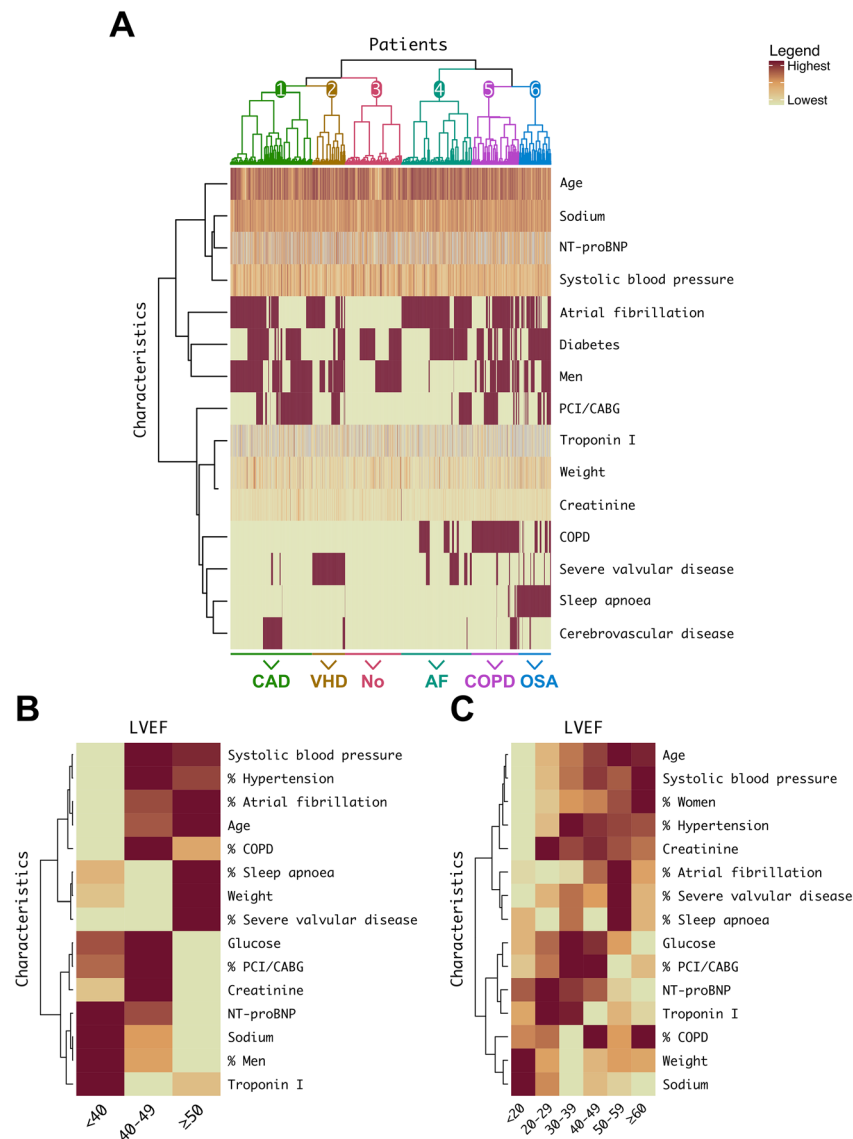 A
Patients
Legend
Highest
Lowest
1 2 3 4 5 6
Characteristics
Age
Sodium
NT-proBNP
Systolic blood pressure
Atrial fibrillation
Diabetes
Men
PCI/CABG
Troponin I
Weight
Creatinine
COPD
Severe valvular disease
Sleep apnoea
Cerebrovascular disease
CAD VHD No AF COPD OSA
B
LVEF
Characteristics
Systolic blood pressure
% Hypertension
% Atrial fibrillation
Age
% COPD
% Sleep apnoea
Weight
% Severe valvular disease
Glucose
% PCI/CABG
Creatinine
NT-proBNP
Sodium
% Men
Troponin I
<40 40-49 ≥50
C
LVEF
Characteristics
Age
Systolic blood pressure
% Women
% Hypertension
Creatinine
% Atrial fibrillation
% Severe valvular disease
% Sleep apnoea
Glucose
% PCI/CABG
NT-proBNP
Troponin I
% COPD
Weight
Sodium
<20 20-29 30-39 40-49 50-59 ≥60